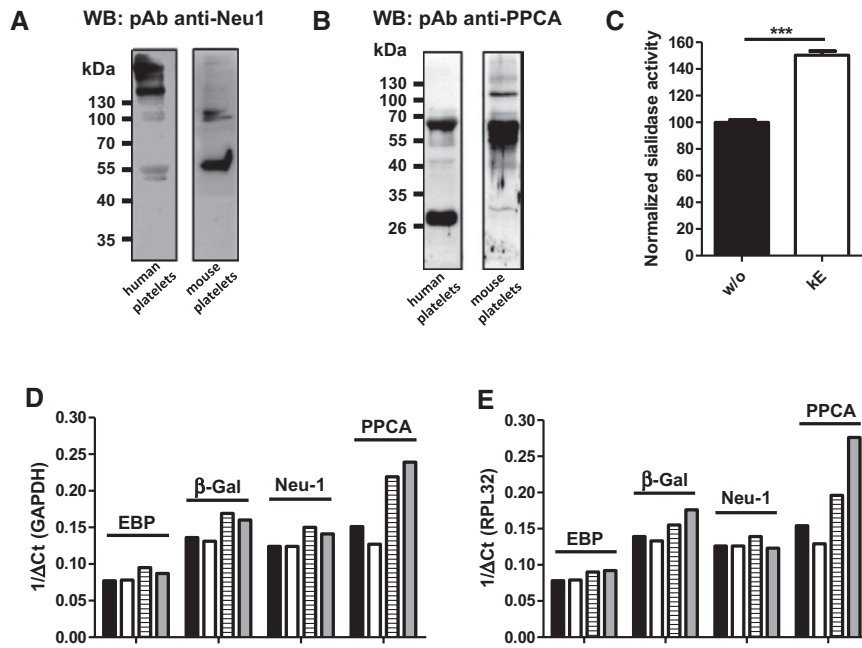 A
WB: pAb anti-Neu1
kDa
130
100
70
55
40
35
human platelets
mouse platelets
B
WB: pAb anti-PPCA
kDa
130
100
70
55
40
35
26
human platelets
mouse platelets
C
***
Normalized sialidase activity
160
140
120
100
80
60
40
20
0
w/o
kE
D
1/ΔCt (GAPDH)
0.30
0.25
0.20
0.15
0.10
0.05
0.00
EBP
β-Gal
Neu-1
PPCA
E
1/ΔCt (RPL32)
0.30
0.25
0.20
0.15
0.10
0.05
0.00
EBP
β-Gal
Neu-1
PPCA